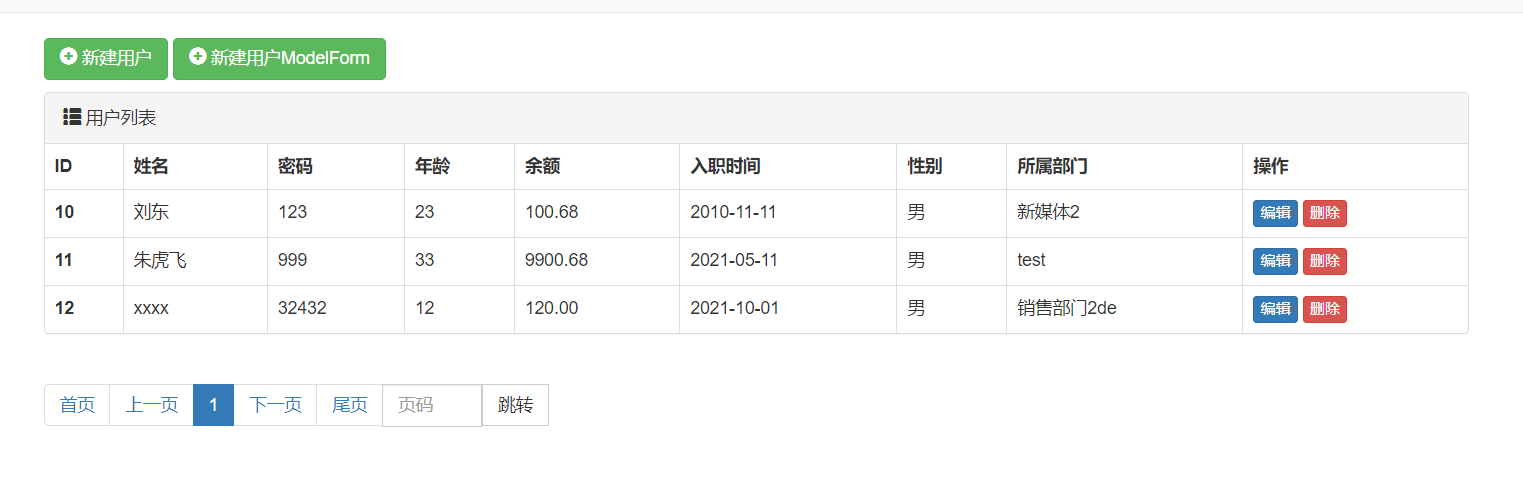 新建用户 新建用户ModelForm
用户列表
ID 姓名 密码 年龄 余额 入职时间 性别 所属部门 操作
10 刘东 123 23 100.68 2010-11-11 男 新媒体2 编辑 删除
11 朱虎飞 999 33 9900.68 2021-05-11 男 test 编辑 删除
12 xxxx 32432 12 120.00 2021-10-01 男 销售部门2de 编辑 删除
首页 上一页 1 下一页 尾页 页码 跳转